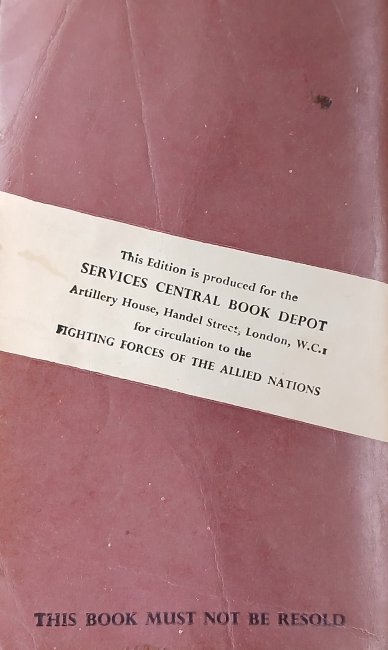 This Edition is produced for the
SERVICES CENTRAL BOOK DEPOT
Artillery House, Handel Street, London, W.C.1
for circulation to the
FIGHTING FORCES OF THE ALLIED NATIONS
THIS BOOK MUST NOT BE RESOLD